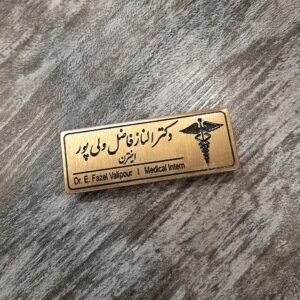 دکتر الناز فاضل ولی پور
اینترن
Dr. E. Fazel Valipour | Medical Intern